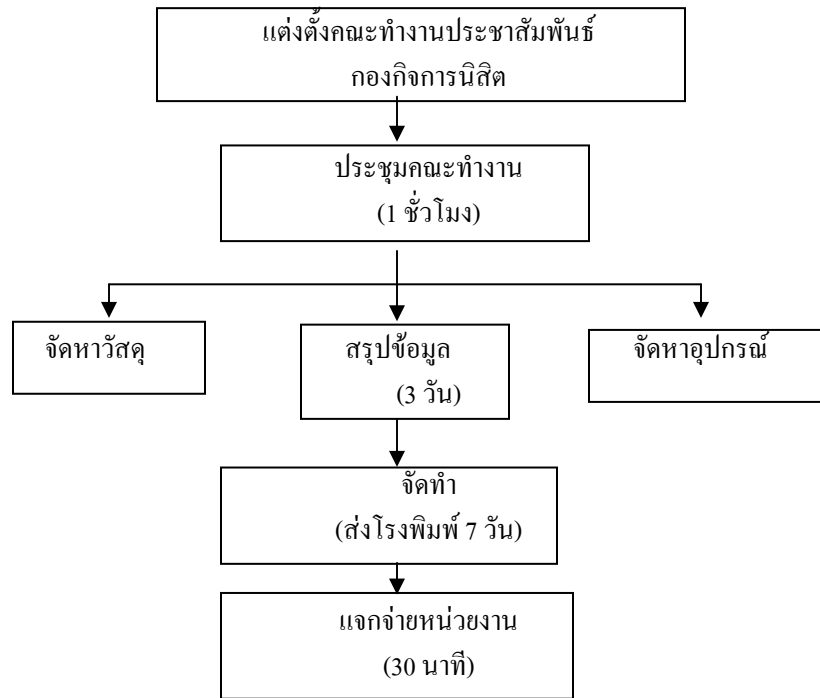 แต่งตั้งคณะทำงานประชาสัมพันธ์
กองกิจการนิสิต
ประชุมคณะทำงาน
(1 ชั่วโมง)
จัดหาวัสดุ
สรุปข้อมูล
(3 วัน)
จัดหาอุปกรณ์
จัดทำ
(ส่งโรงพิมพ์ 7 วัน)
แจกจ่ายหน่วยงาน
(30 นาที)